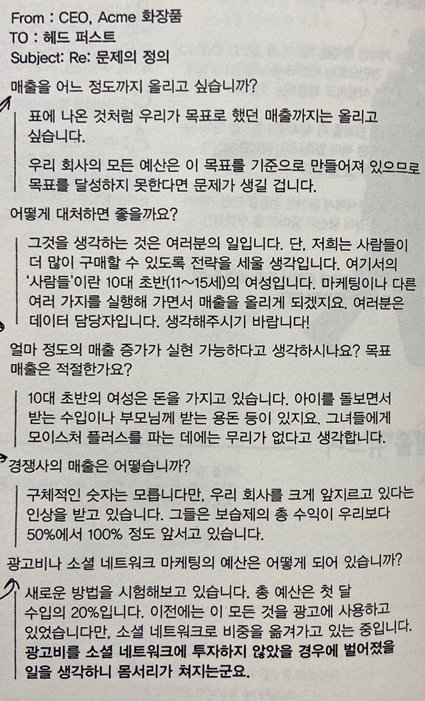 From : CEO, Acme 화장품
TO : 헤드 퍼스트
Subject: Re: 문제의 정의
매출을 어느 정도까지 올리고 싶습니까?
표에 나온 것처럼 우리가 목표로 했던 매출까지는 올리고
싶습니다.
우리 회사의 모든 예산은 이 목표를 기준으로 만들어져 있으므로
목표를 달성하지 못한다면 문제가 생길 겁니다.
어떻게 대처하면 좋을까요?
그것을 생각하는 것은 여러분의 일입니다. 단, 저희는 사람들이
더 많이 구매할 수 있도록 전략을 세울 생각입니다. 여기서의
'사람들'이란 10대 초반(11~15세)의 여성입니다. 마케팅이나 다른
여러 가지를 실행해 가면서 매출을 올리게 되겠지요. 여러분은
데이터 담당자입니다. 생각해주시기 바랍니다!
얼마 정도의 매출 증가가 실현 가능하다고 생각하시나요? 목표
매출은 적절한가요?
10대 초반의 여성은 돈을 가지고 있습니다. 아이를 돌보면서
받는 수입이나 부모님께 받는 용돈 등이 있지요. 그녀들에게
모이스처 플러스를 파는 데에는 무리가 없다고 생각합니다.
경쟁사의 매출은 어떻습니까?
구체적인 숫자는 모릅니다만, 우리 회사를 크게 앞지르고 있다는
인상을 받고 있습니다. 그들은 보습제의 총 수익이 우리보다
50%에서 100% 정도 앞서고 있습니다.
광고비나 소셜 네트워크 마케팅의 예산은 어떻게 되어 있습니까?
새로운 방법을 시험해보고 있습니다. 총 예산은 첫 달
수입의 20%입니다. 이전에는 이 모든 것을 광고에 사용하고
있었습니다만, 소셜 네트워크로 비중을 옮겨가고 있는 중입니다.
광고비를 소셜 네트워크에 투자하지 않았을 경우에 벌어졌을
일을 생각하니 몸서리가 쳐지는군요.